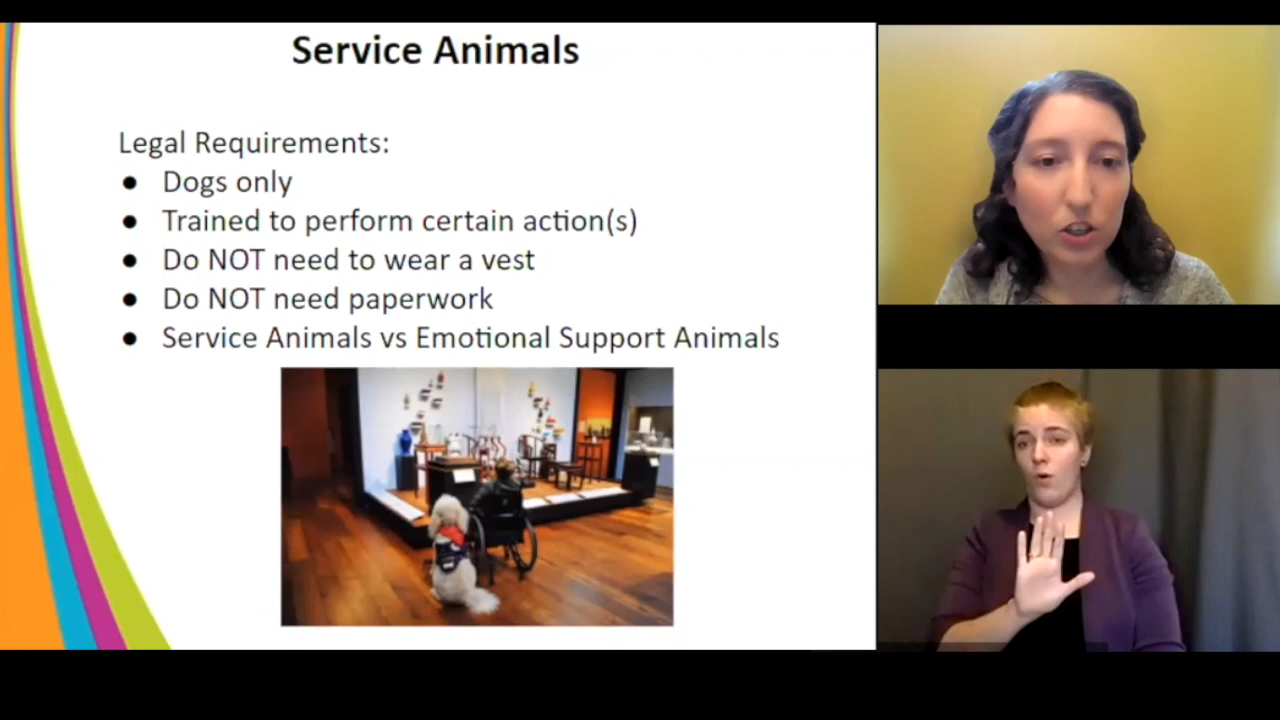 Service Animals
Legal Requirements:
● Dogs only
● Trained to perform certain action(s)
● Do NOT need to wear a vest
● Do NOT need paperwork
● Service Animals vs Emotional Support Animals